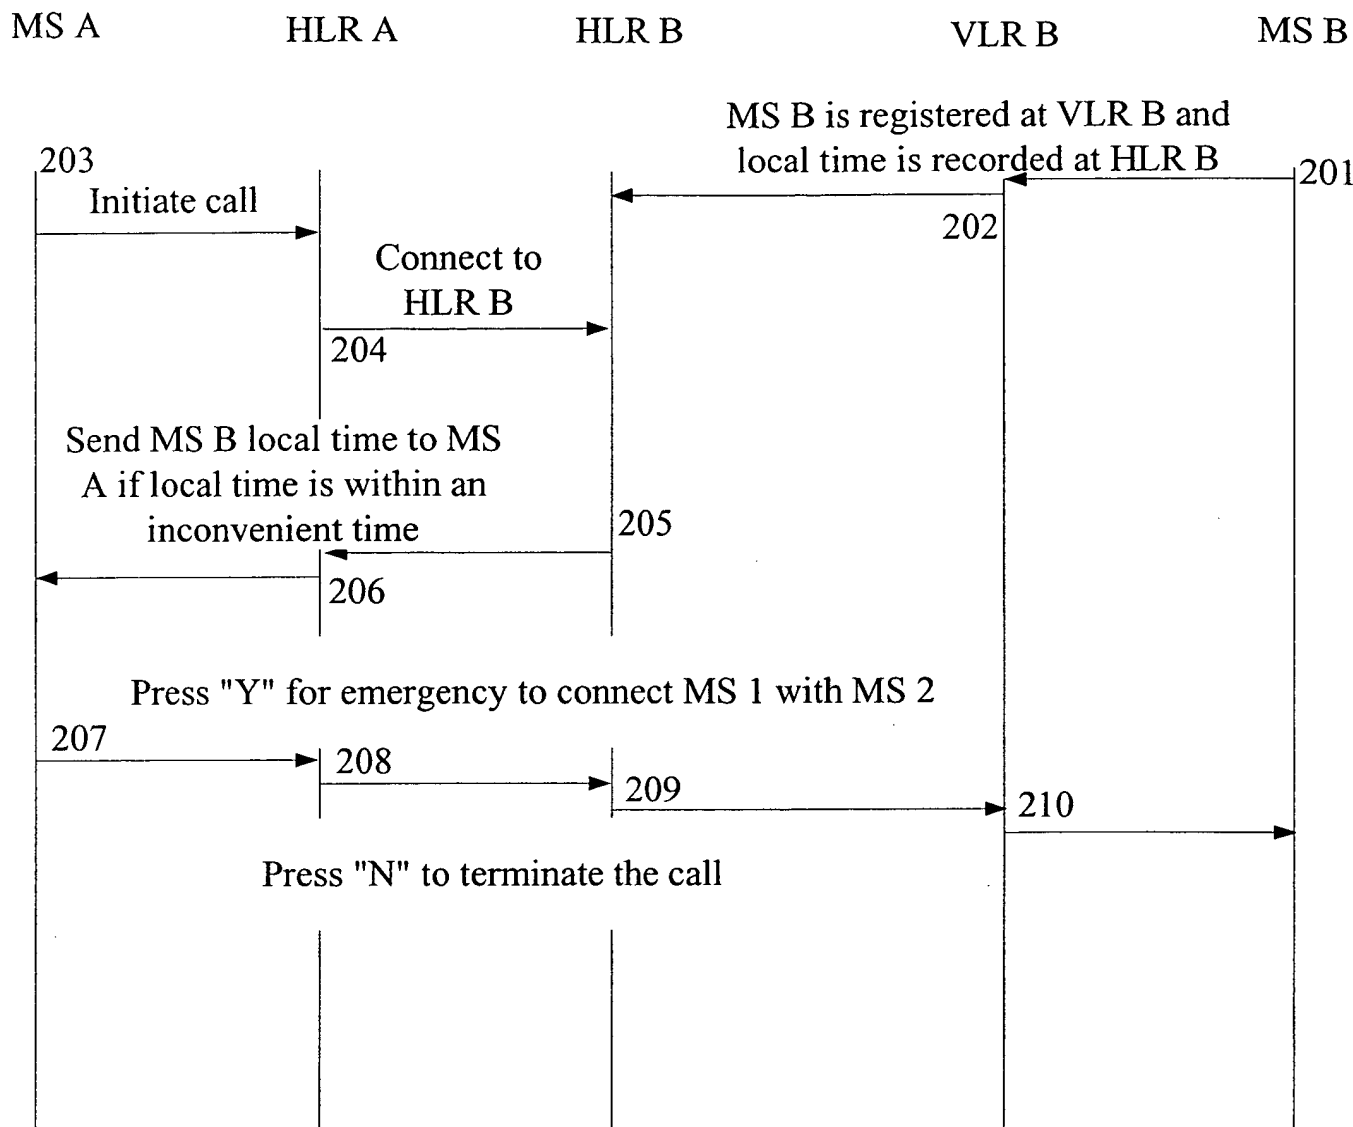 MS A HLR A HLR B VLR B MS B
MS B is registered at VLR B and
local time is recorded at HLR B
203
201
Initiate call
202
Connect to
HLR B
204
Send MS B local time to MS
A if local time is within an
inconvenient time
205
206
Press "Y" for emergency to connect MS 1 with MS 2
207
208
209
210
Press "N" to terminate the call